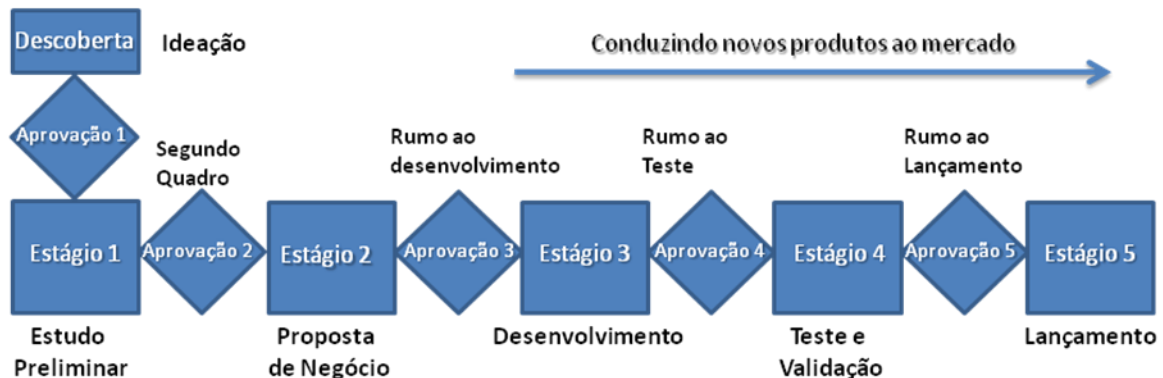 Descoberta
Ideação
Conduzindo novos produtos ao mercado
Aprovação 1
Segundo
Quadro
Rumo ao
desenvolvimento
Rumo ao
Teste
Rumo ao
Lançamento
Estágio 1
Aprovação 2
Estágio 2
Aprovação 3
Estágio 3
Aprovação 4
Estágio 4
Aprovação 5
Estágio 5
Estudo
Preliminar
Proposta
de Negócio
Desenvolvimento
Teste e
Validação
Lançamento